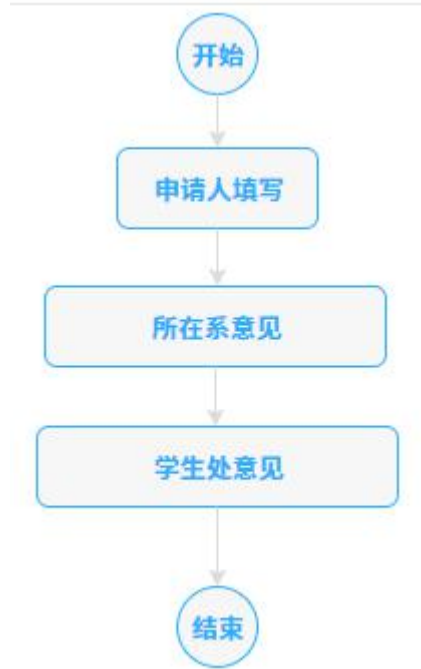 开始
申请人填写
所在系意见
学生处意见
结束